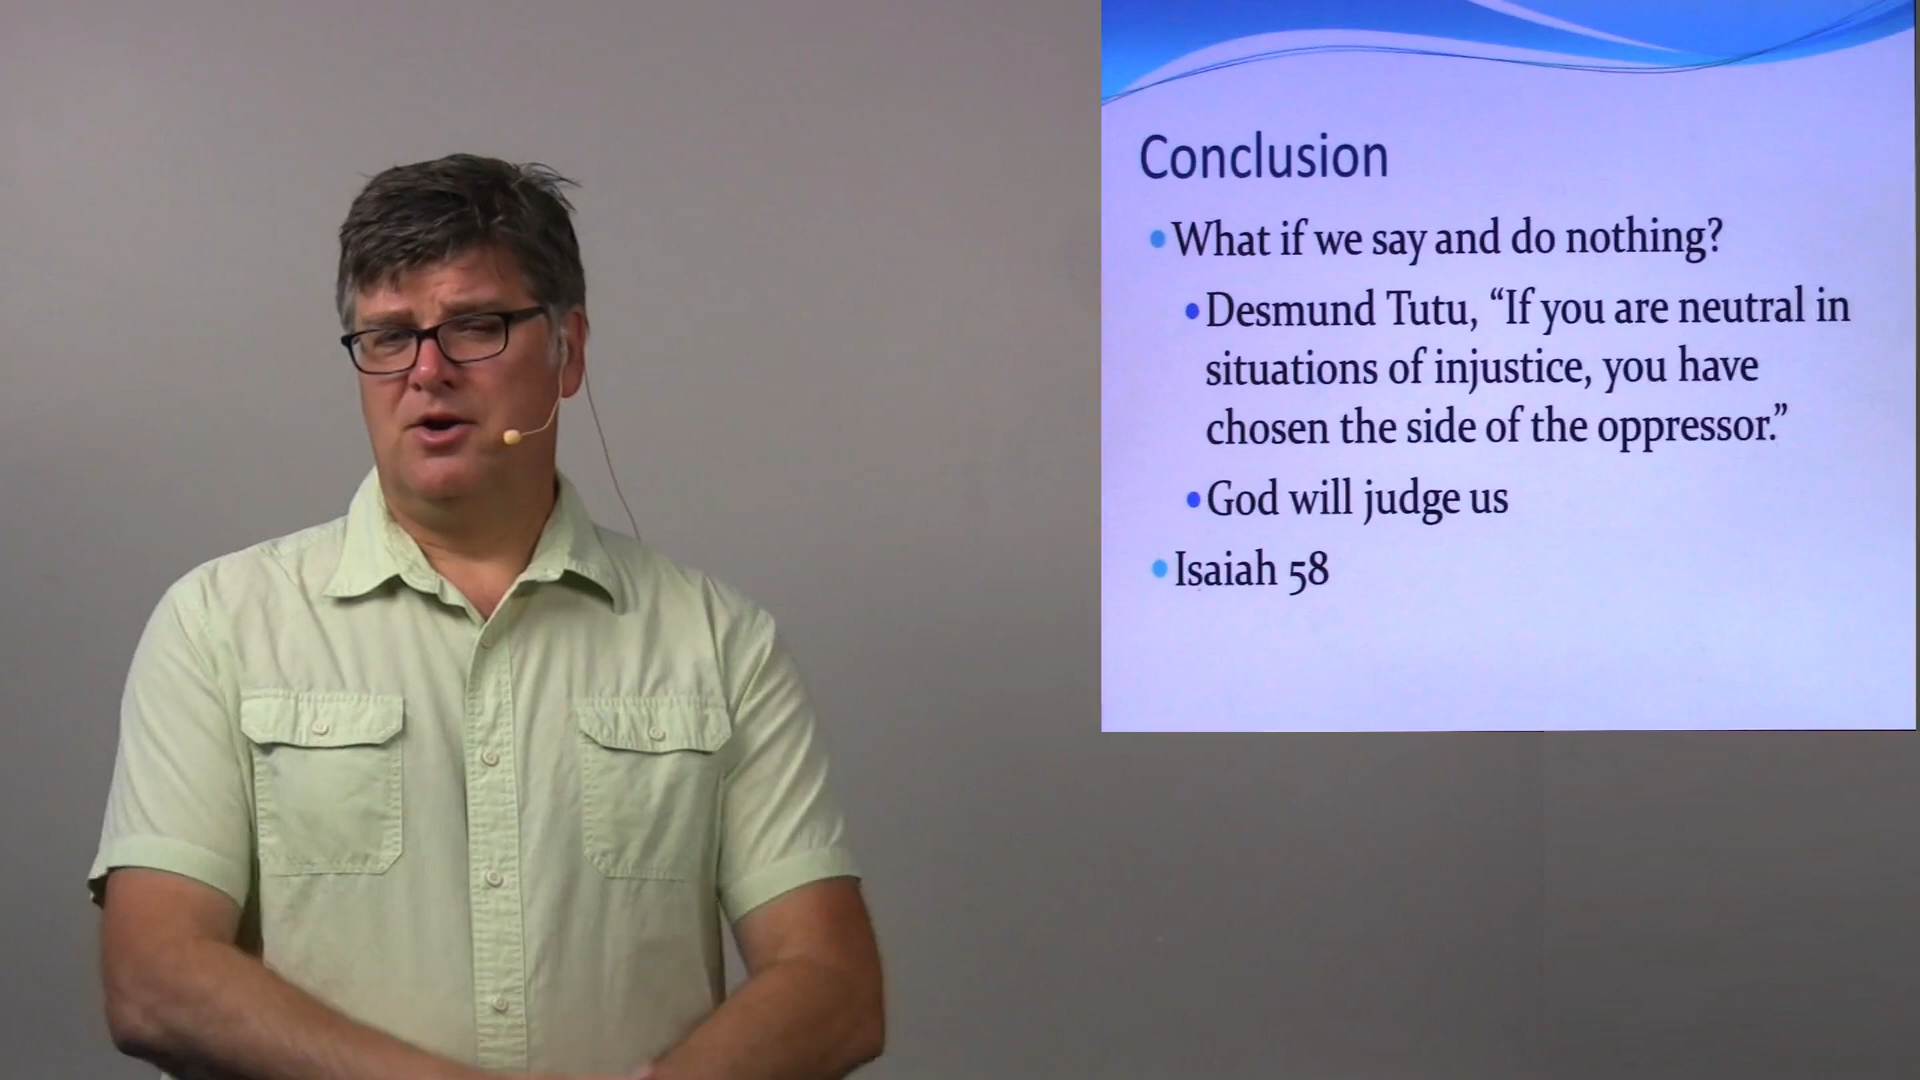 Conclusion
What if we say and do nothing?
Desmund Tutu, “If you are neutral in
situations of injustice, you have
chosen the side of the oppressor.”
God will judge us
Isaiah 58